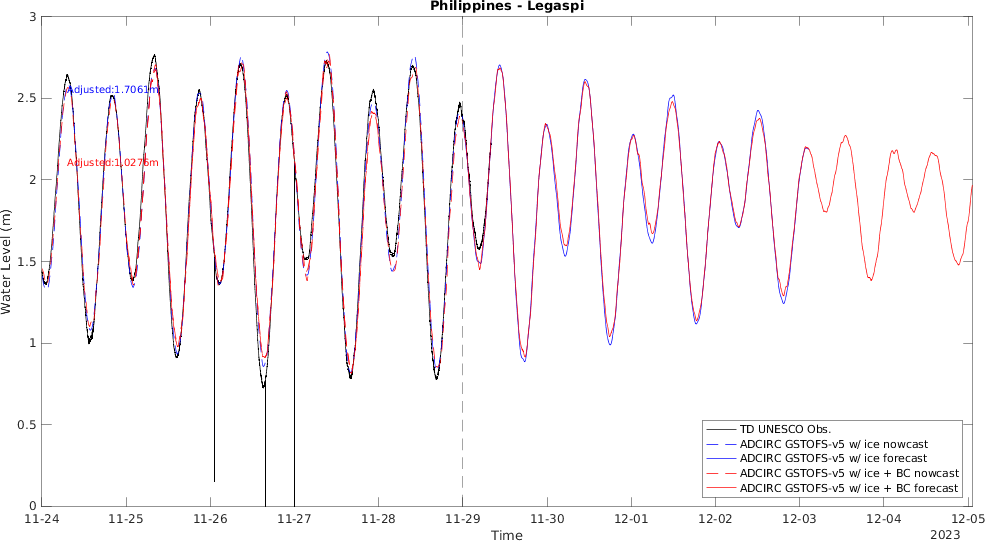 Philippines - Legaspi
Water Level (m)
3
2.5
2
1.5
1
0.5
0
Adjusted:1.7061m
Adjusted:1.0276m
TD UNESCO Obs.
ADCIRC GSTOFS-v5 w/ ice nowcast
ADCIRC GSTOFS-v5 w/ ice forecast
ADCIRC GSTOFS-v5 w/ ice + BC nowcast
ADCIRC GSTOFS-v5 w/ ice + BC forecast
11-24 11-25 11-26 11-27 11-28 11-29 11-30 12-01 12-02 12-03 12-04 12-05
Time
2023